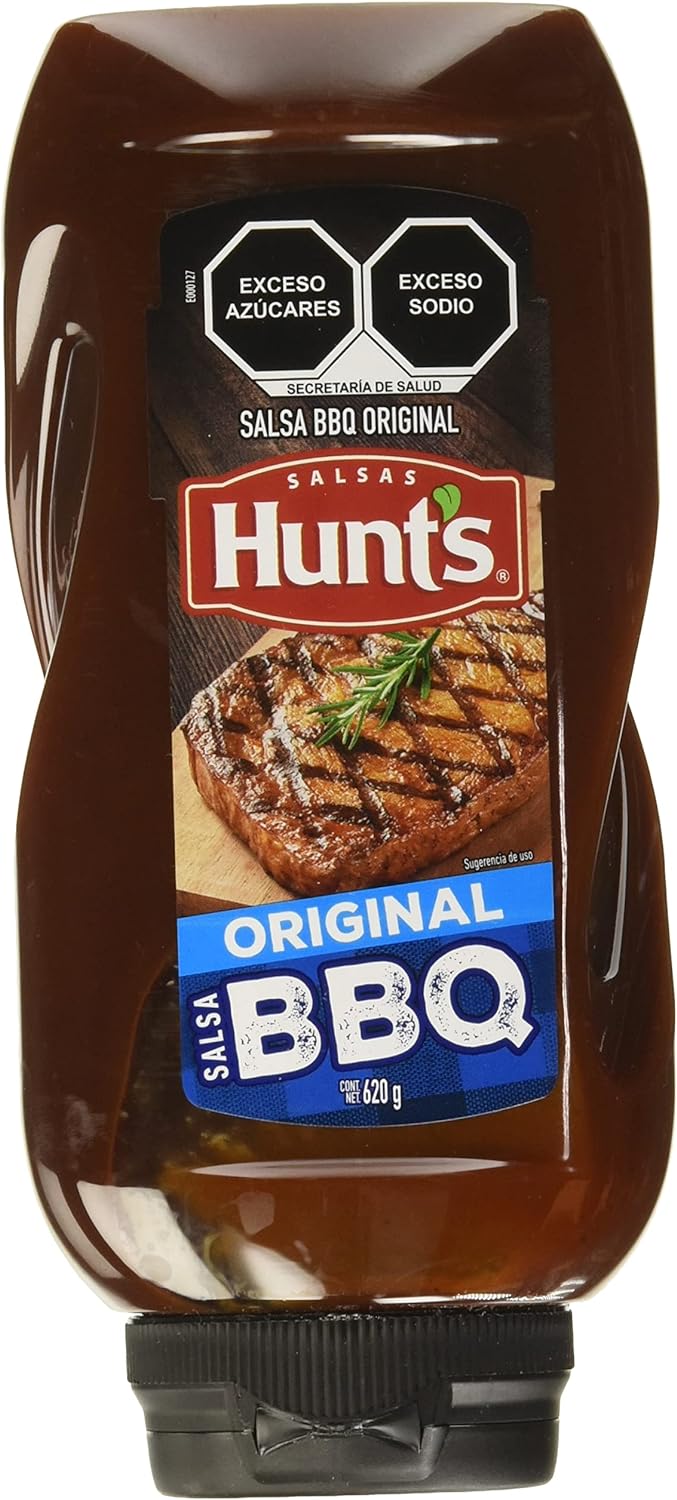 E000127
EXCESO
AZÚCARES
EXCESO
SODIO
SECRETARÍA DE SALUD
SALSA BBQ ORIGINAL
SALSAS
Hunt's®
Sugerencia de uso
ORIGINAL
SALSA
BBQ
CONT.
NET. 620 g